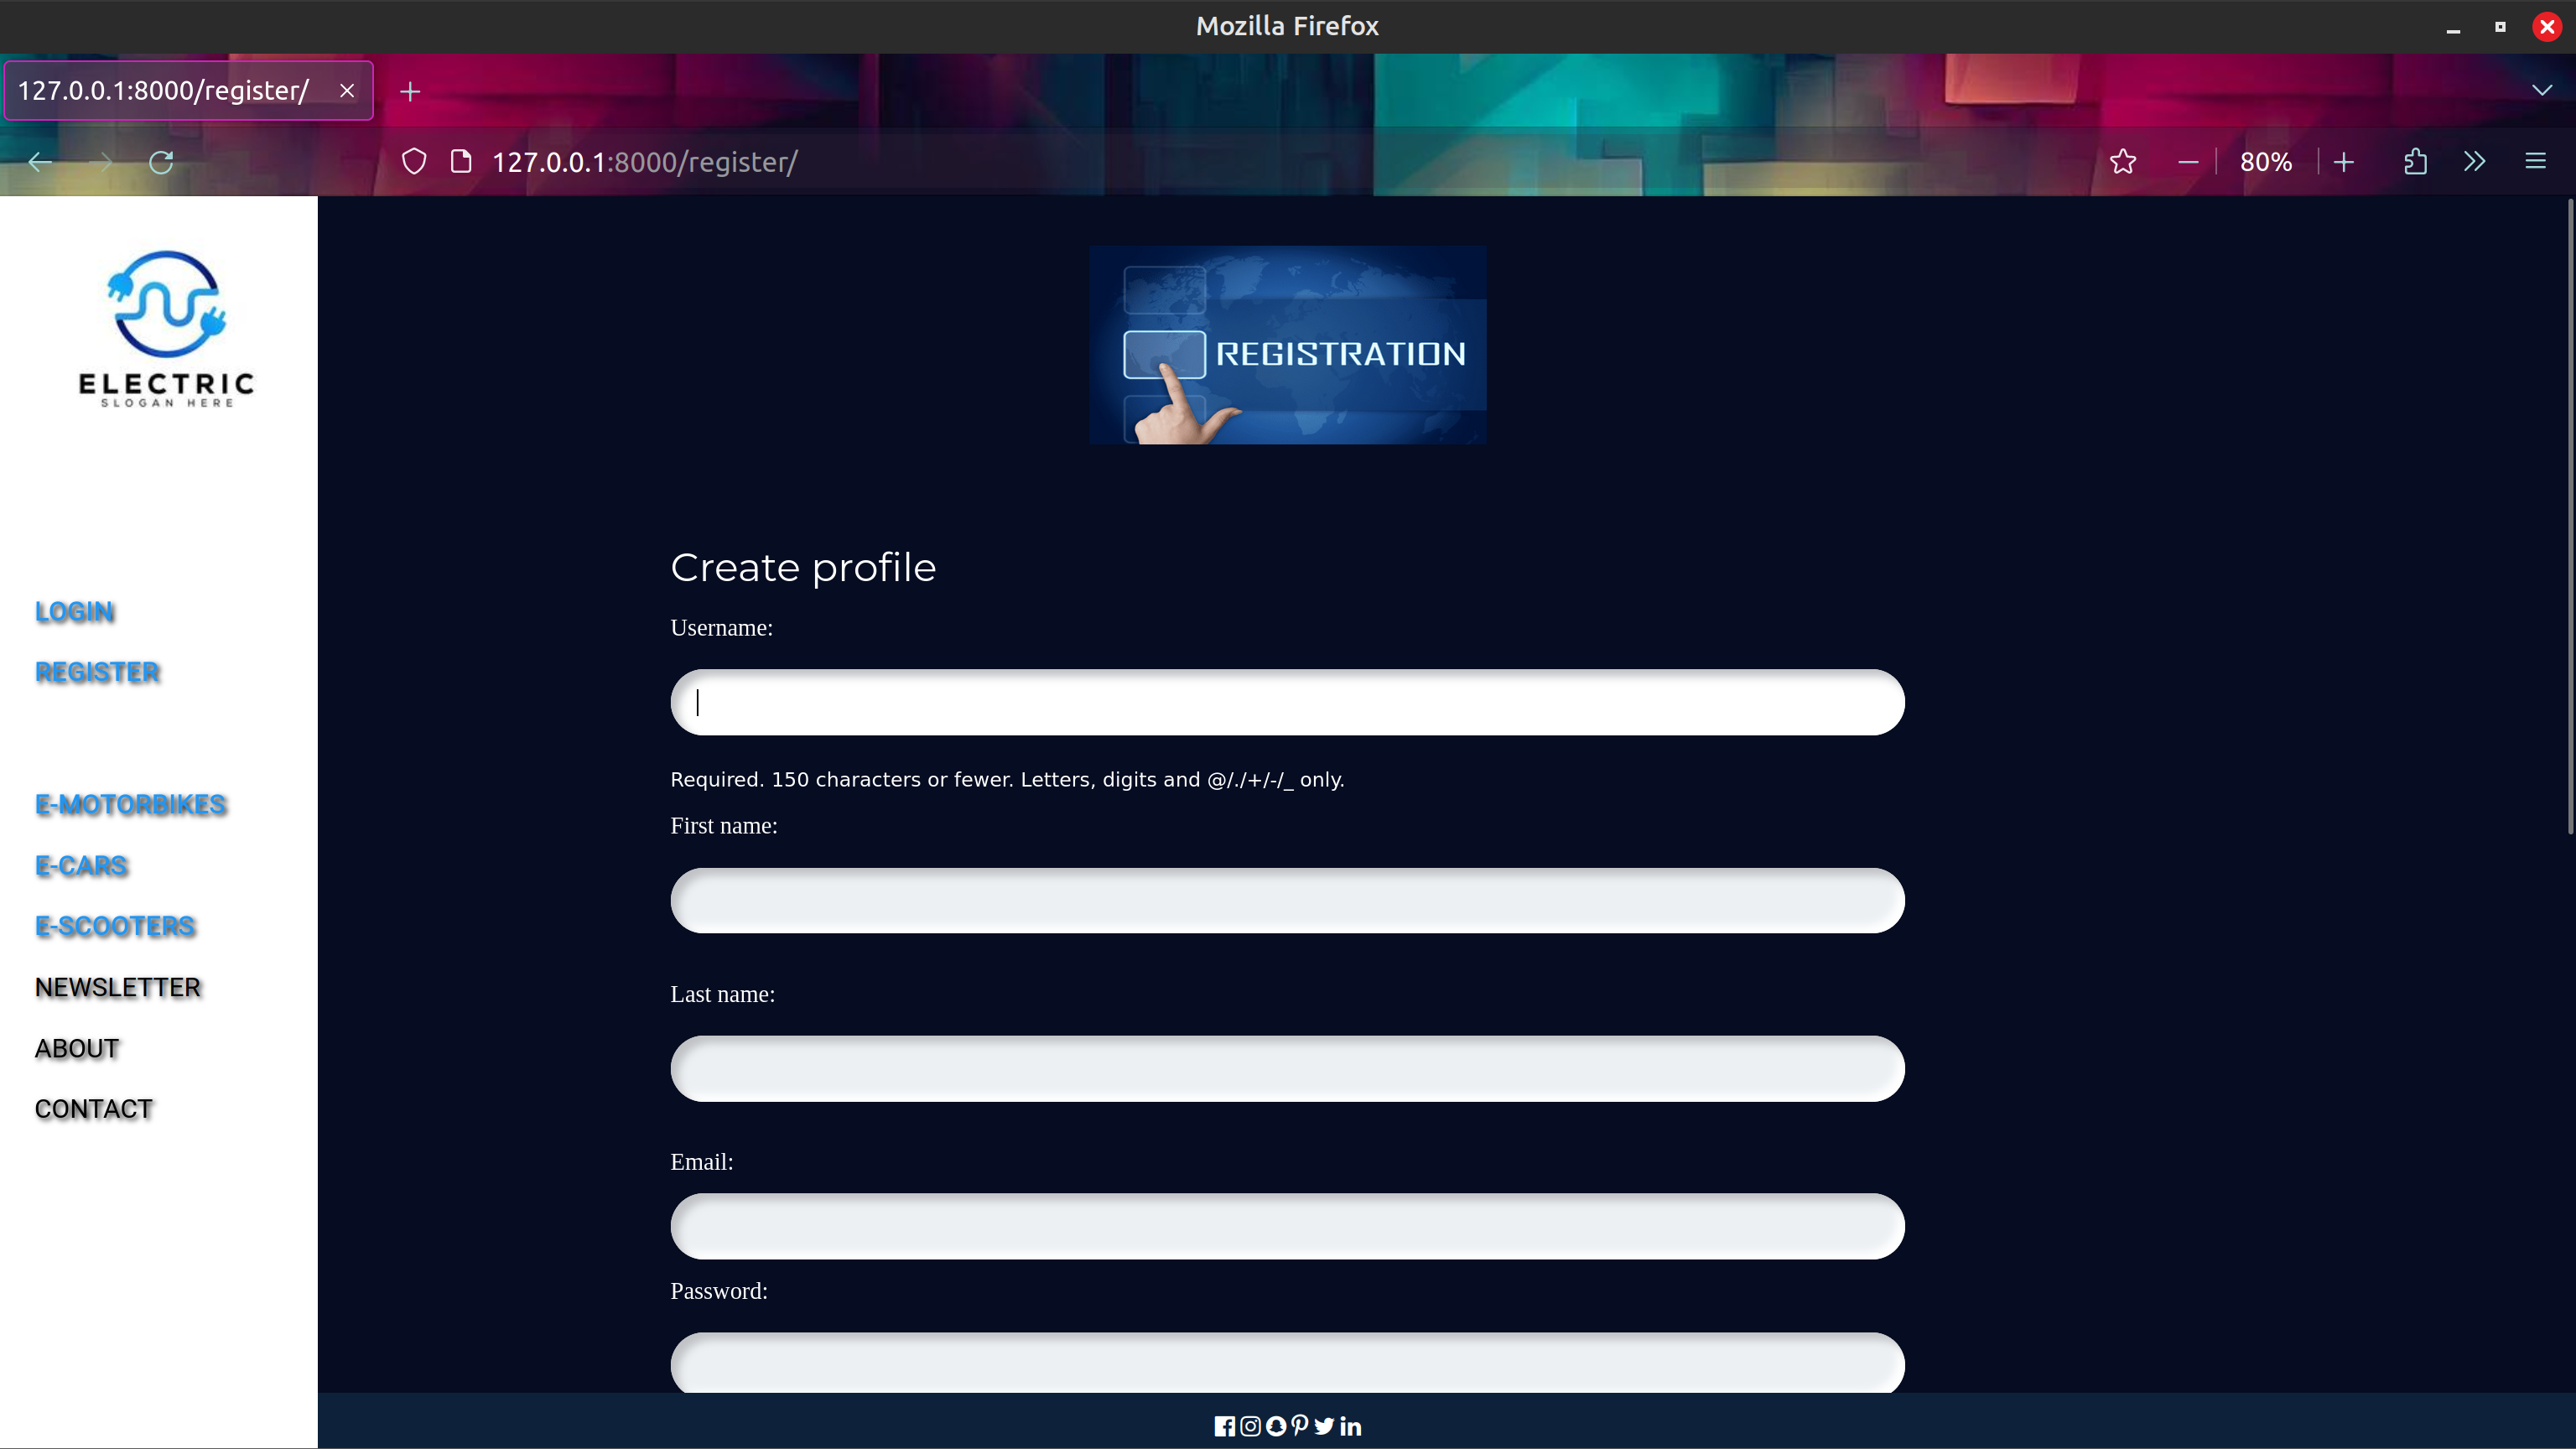 Mozilla Firefox
127.0.0.1:8000/register/
127.0.0.1:8000/register/
80%
ELECTRIC
SLOGAN HERE
LOGIN
REGISTER
E-MOTORBIKES
E-CARS
E-SCOOTERS
NEWSLETTER
ABOUT
CONTACT
REGISTRATION
Create profile
Username:
Required. 150 characters or fewer. Letters, digits and @/./+/-/_ only.
First name:
Last name:
Email:
Password: